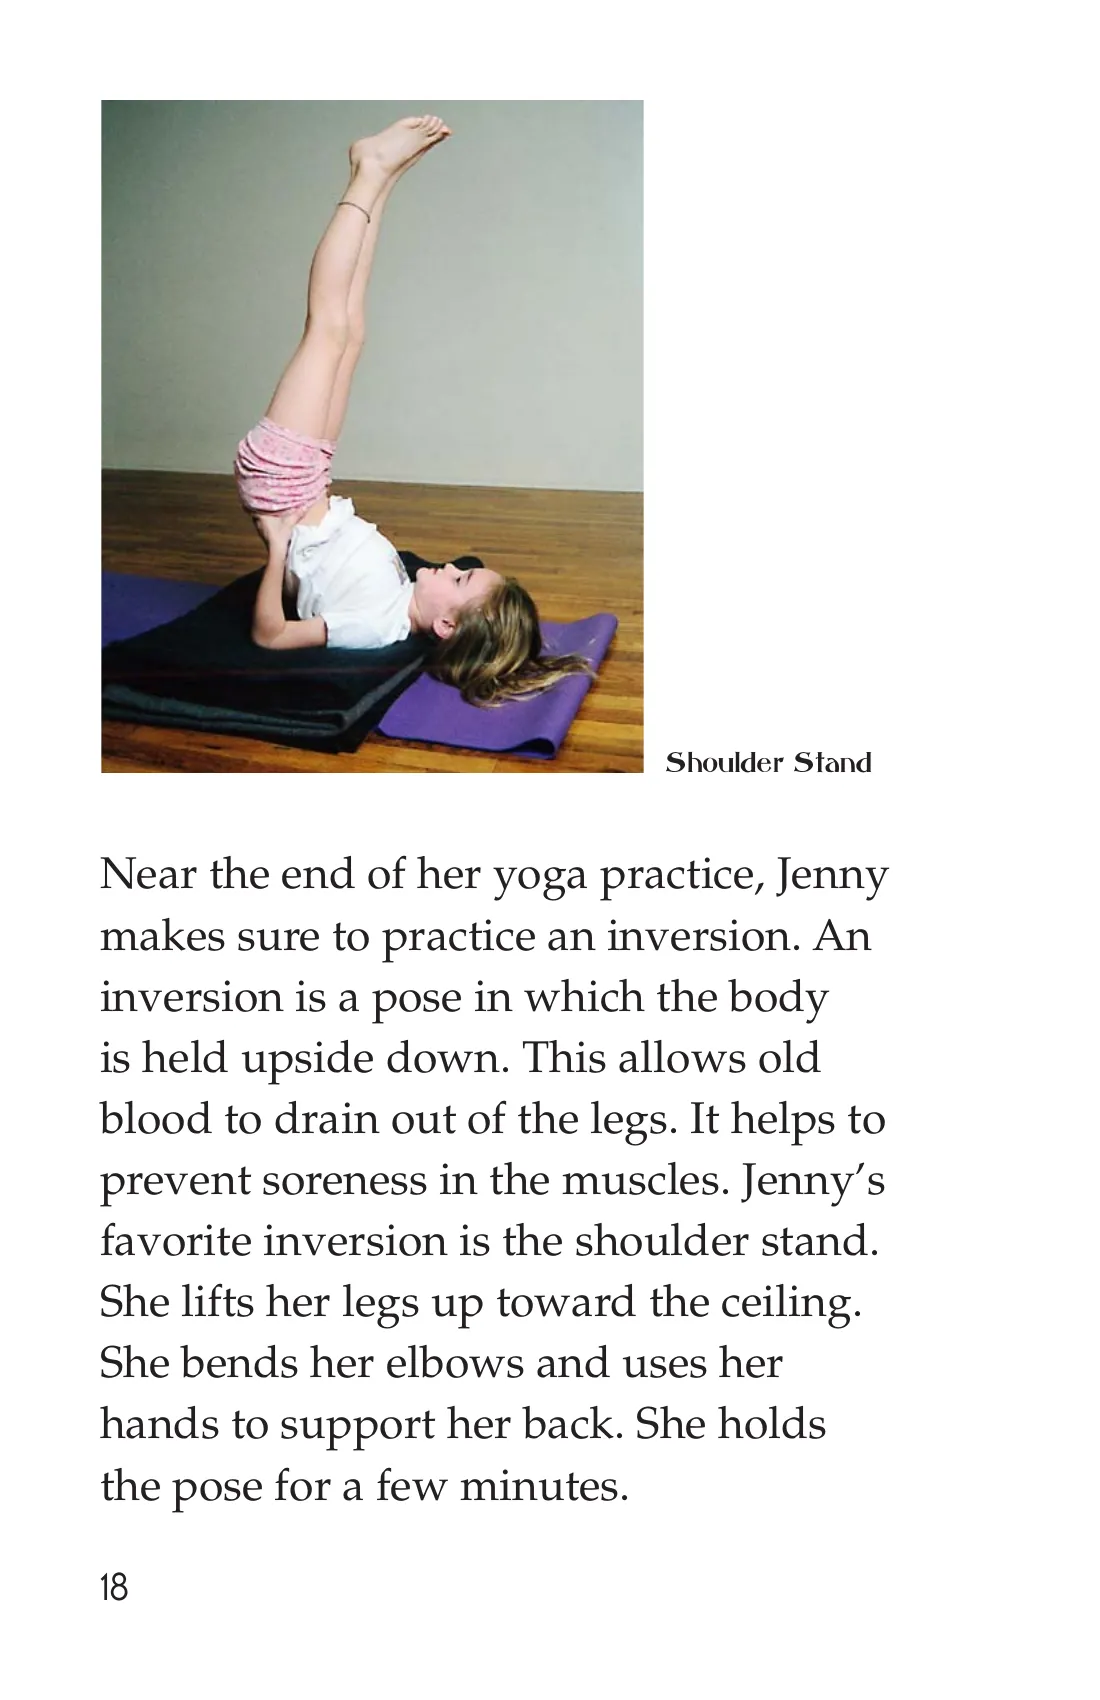 Shoulder Stand
Near the end of her yoga practice, Jenny
makes sure to practice an inversion. An
inversion is a pose in which the body
is held upside down. This allows old
blood to drain out of the legs. It helps to
prevent soreness in the muscles. Jenny’s
favorite inversion is the shoulder stand.
She lifts her legs up toward the ceiling.
She bends her elbows and uses her
hands to support her back. She holds
the pose for a few minutes.
18